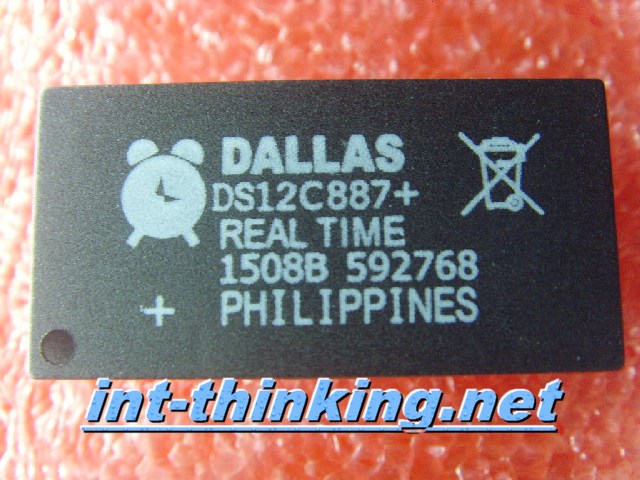 DALLAS
DS12C887+
REAL TIME
1508B 592768
+ PHILIPPINES
int-thinking.net